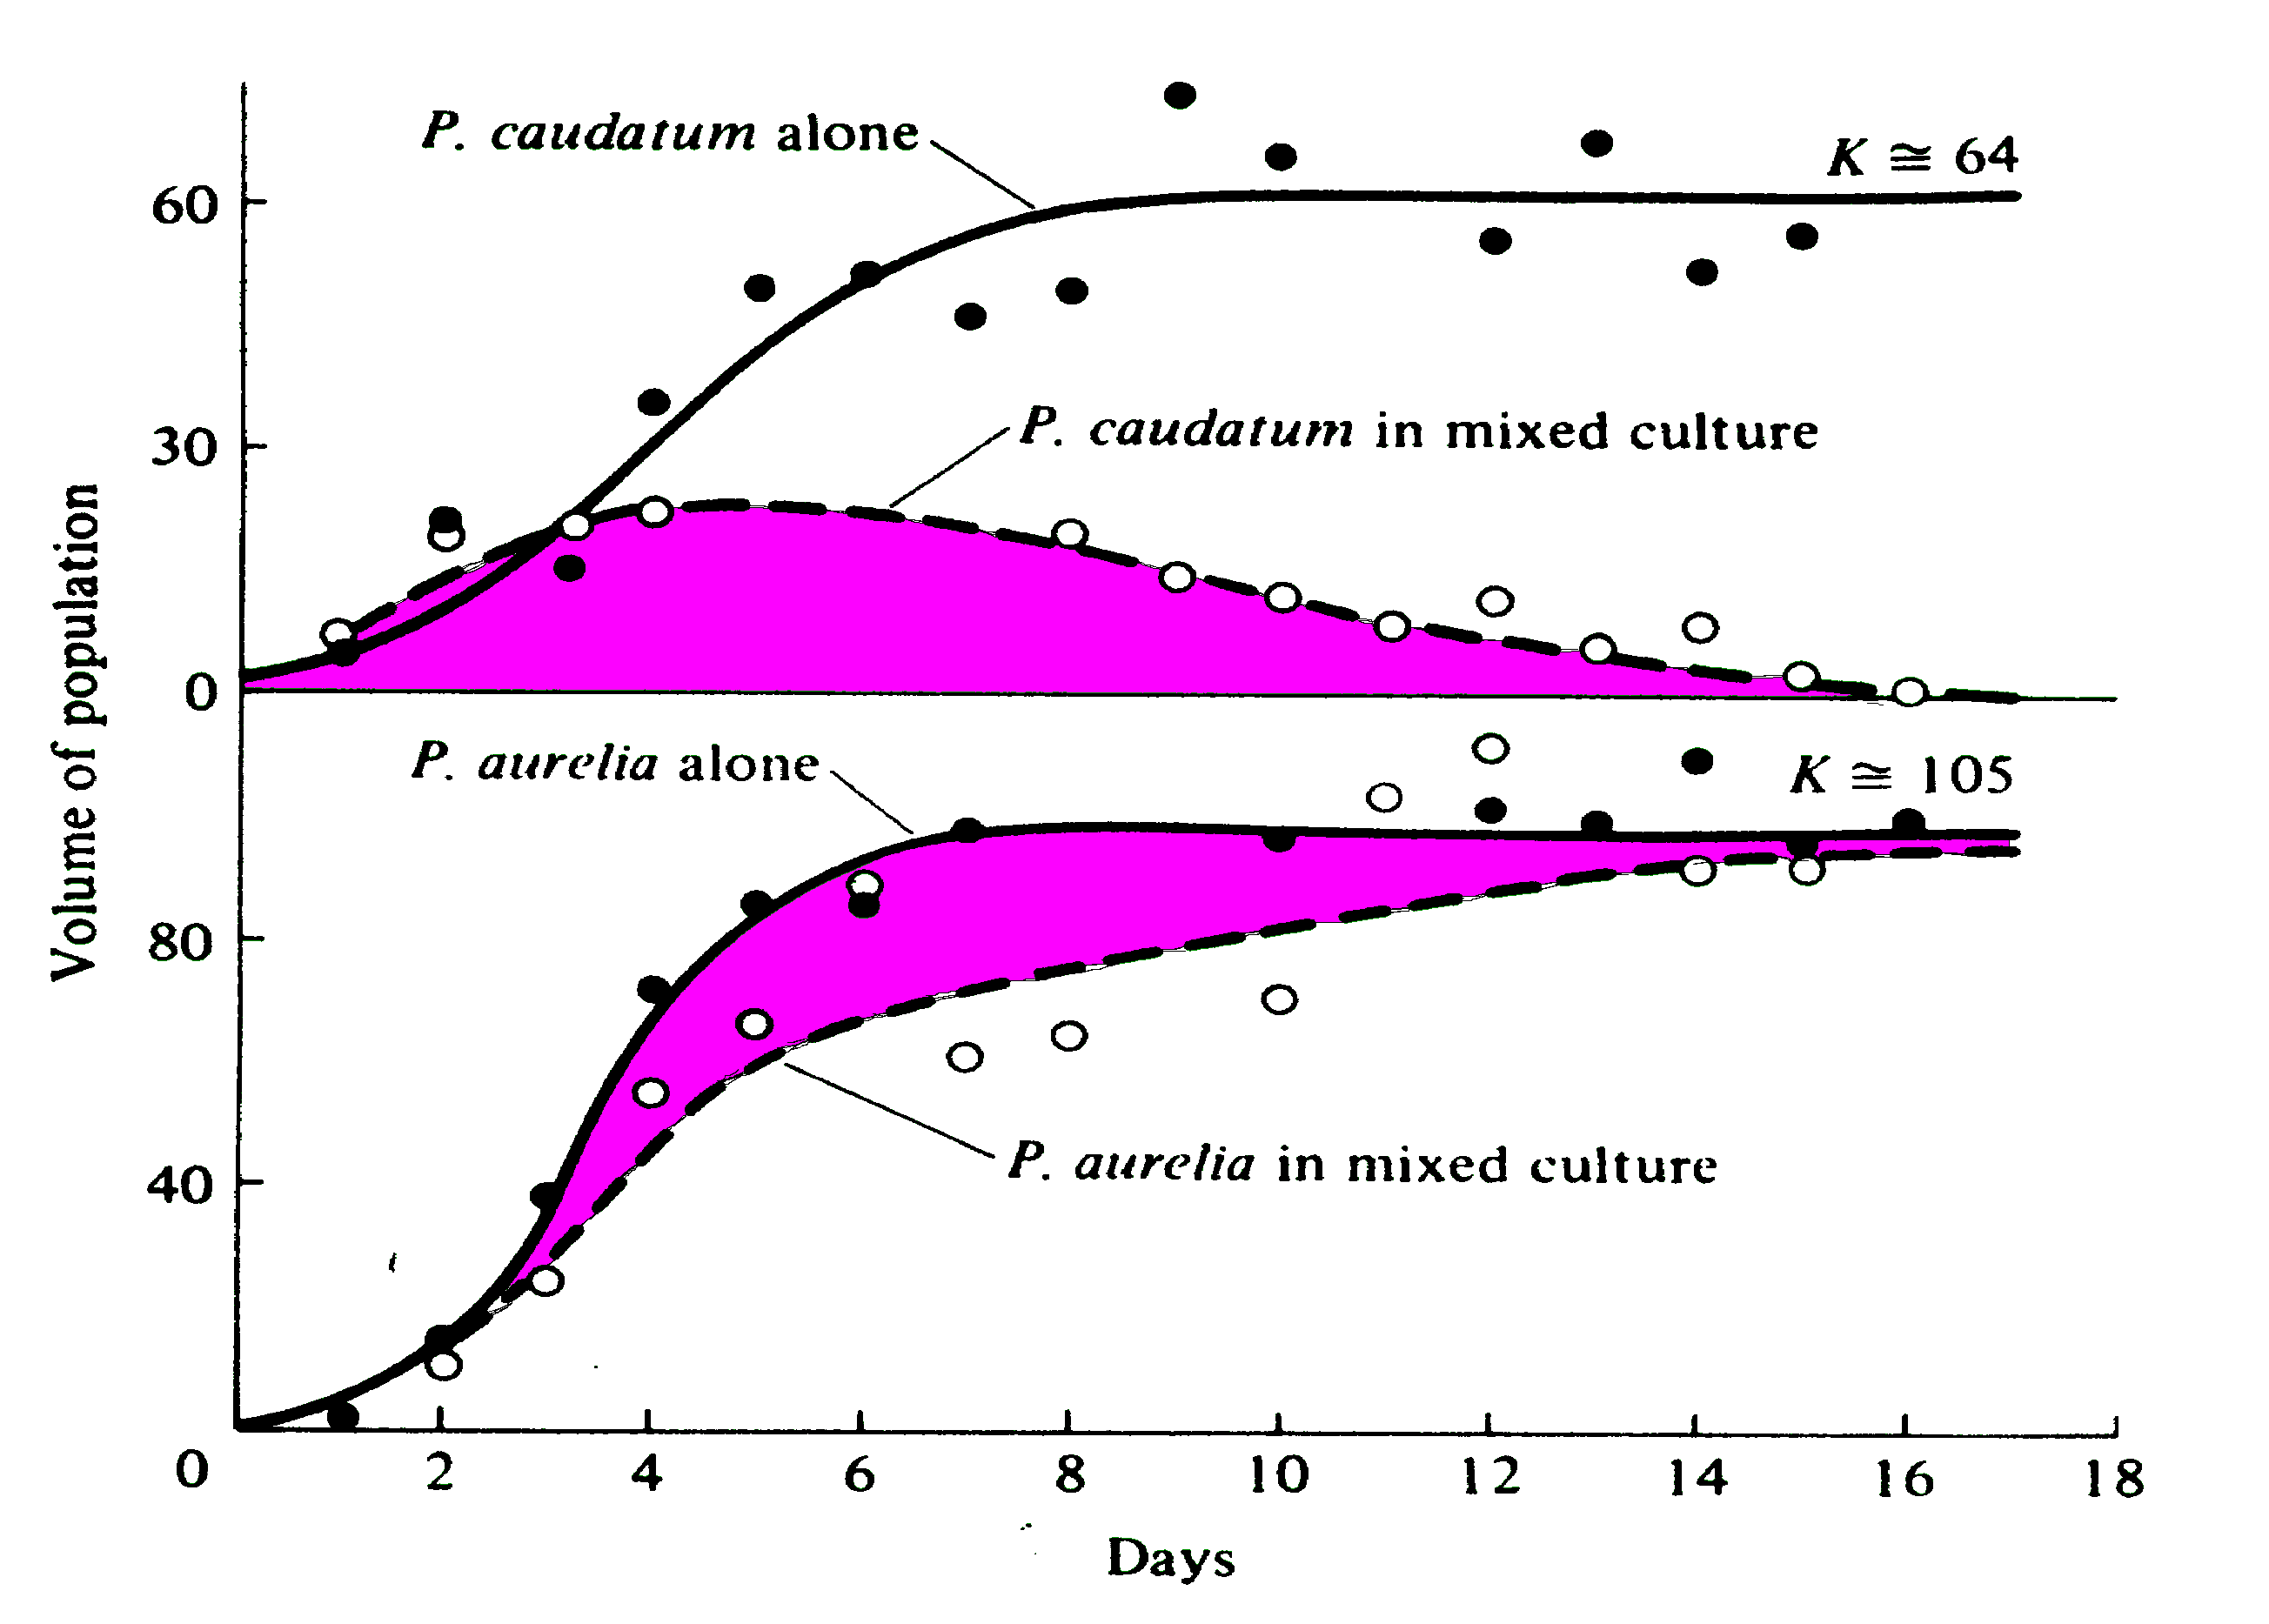 P. caudatum alone
K ≅ 64
60
P. caudatum in mixed culture
30
0
Volume of population
P. aurelia alone
K ≅ 105
80
P. aurelia in mixed culture
40
0 2 4 6 8 10 12 14 16 18
Days